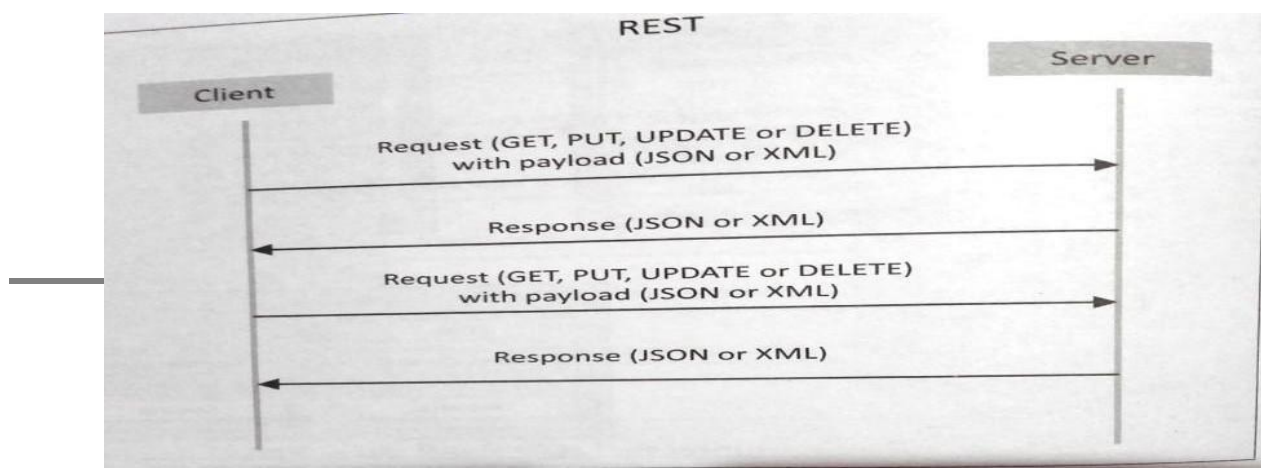 REST
Client
Server
Request (GET, PUT, UPDATE or DELETE)
with payload (JSON or XML)
Response (JSON or XML)
Request (GET, PUT, UPDATE or DELETE)
with payload (JSON or XML)
Response (JSON or XML)